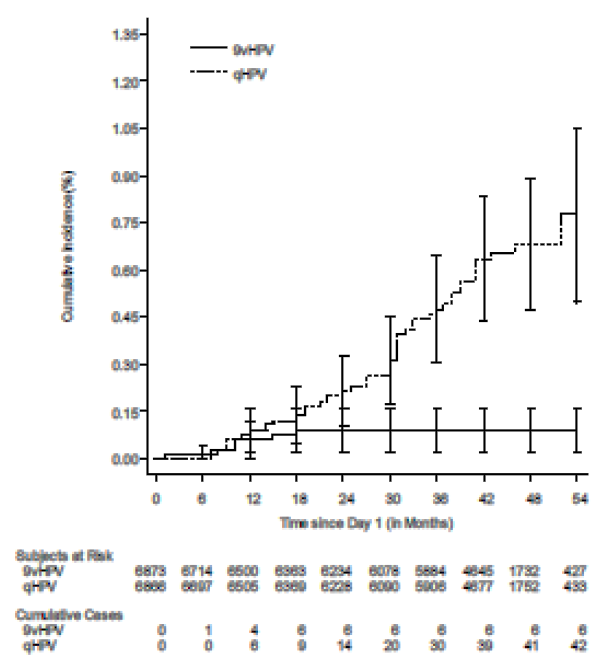 1.35
9vHPV
qHPV
1.20
1.05
0.90
0.75
0.60
0.45
0.30
0.15
0.00
Cumulative Incidence(%)
0 6 12 18 24 30 36 42 48 54
Time since Day 1 (in Months)
Subjects at Risk
9vHPV 6873 6714 6500 6363 6234 6078 5884 4645 1732 427
qHPV 6866 6697 6505 6369 6228 6090 5906 4677 1752 433
Cumulative Cases
9vHPV 0 1 4 6 6 6 6 6 6 6
qHPV 0 0 6 9 14 20 30 39 41 42